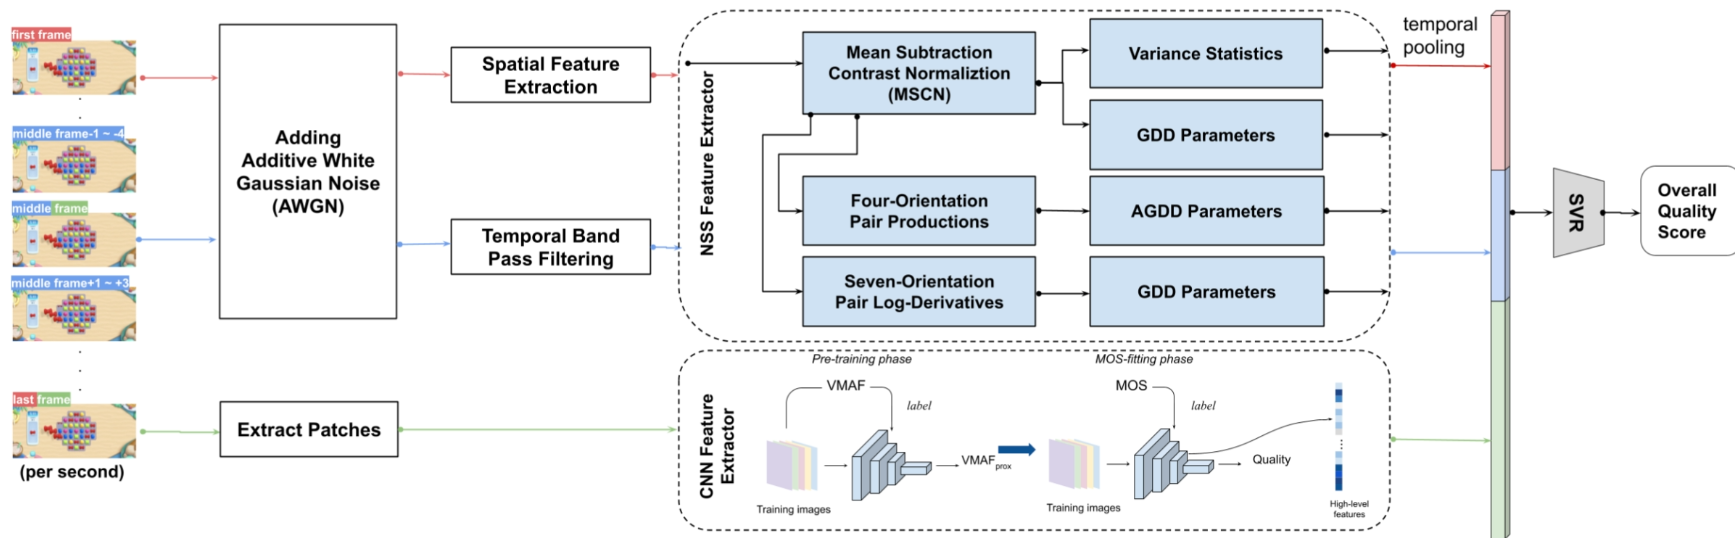 first frame
middle frame-1 ~ -4
middle frame
middle frame+1 ~ +3
last frame
(per second)
Adding
Additive White
Gaussian Noise
(AWGN)
Extract Patches
Spatial Feature
Extraction
Temporal Band
Pass Filtering
NSS Feature Extractor
Mean Subtraction
Contrast Normaliztion
(MSCN)
Four-Orientation
Pair Productions
Seven-Orientation
Pair Log-Derivatives
Variance Statistics
GDD Parameters
AGDD Parameters
GDD Parameters
CNN Feature
Extractor
Pre-training phase
VMAF
label
VMAFprox
Training images
MOS-fitting phase
MOS
label
Quality
Training images
High-level
features
temporal
pooling
SVR
Overall
Quality
Score